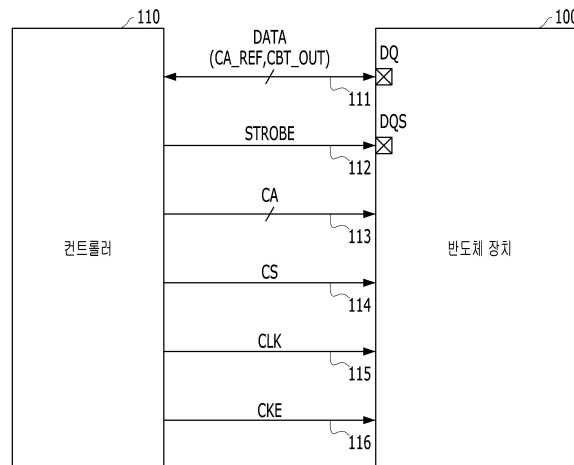 110
100
DATA
(CA_REF,CBT_OUT)
DQ
111
STROBE
DQS
112
CA
113
컨트롤러
반도체 장치
CS
114
CLK
115
CKE
116